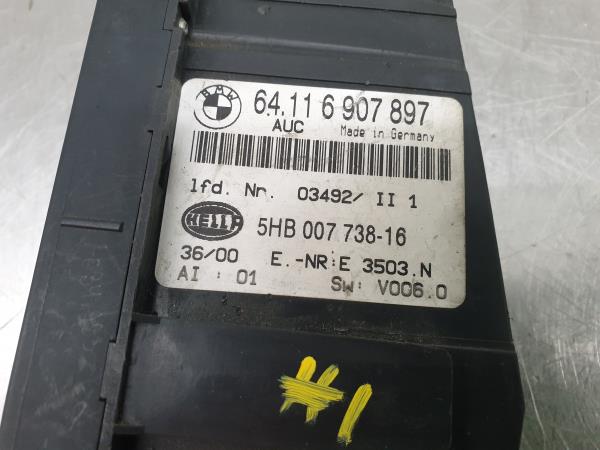 BMW
64.11 6 907 897
AUC Made in Germany
lfd. Nr. 03492/ II 1
HELLA
5HB 007 738-16
36/00 E.-NR:E 3503.N
AI : 01 SW: V006.0
#1